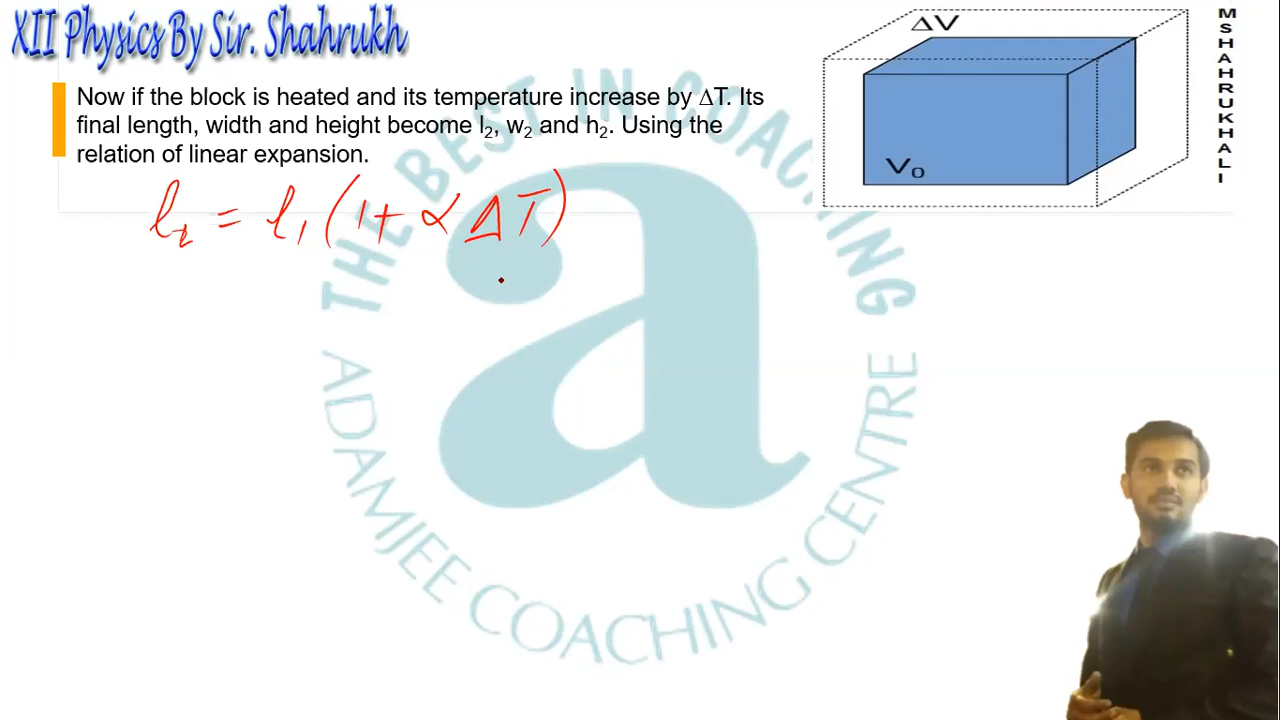 XII Physics By Sir. Shahrukh
Now if the block is heated and its temperature increase by ΔT. Its
final length, width and height become l₂, w₂ and h₂. Using the
relation of linear expansion.
l₂ = l₁ (1 + α ΔT)
ΔV
V₀
MSHAHRUKHALI
THE BEST IN COACHING
a
ADAMJEE COACHING CENTRE